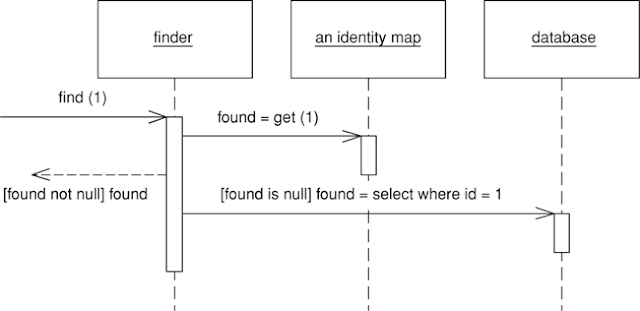 finder
an identity map
database
find (1)
found = get (1)
[found not null] found
[found is null] found = select where id = 1